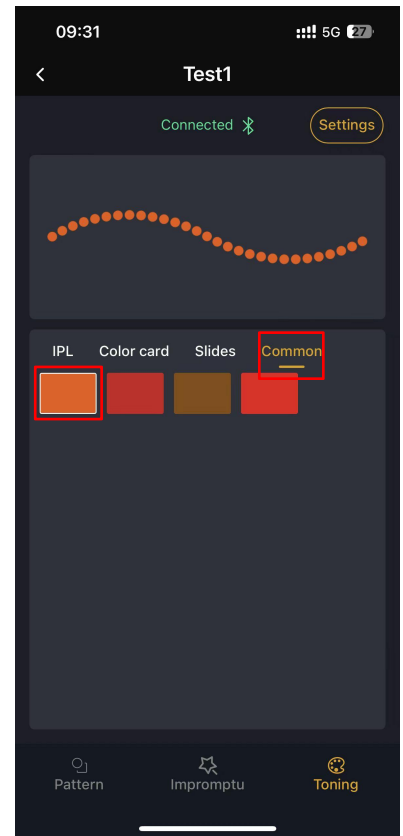 09:31 5G 27
Test1
Connected Settings
IPL Color card Slides Common
Pattern Impromptu Toning